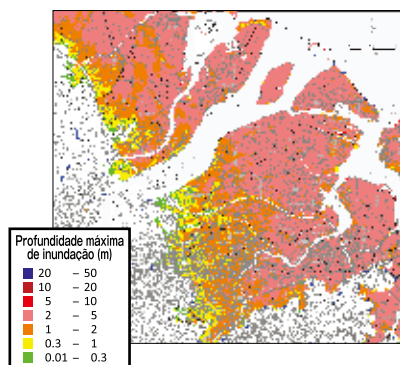 Profundidade máxima
de inundação (m)
20 – 50
10 – 20
5 – 10
2 – 5
1 – 2
0.3 – 1
0.01 – 0.3